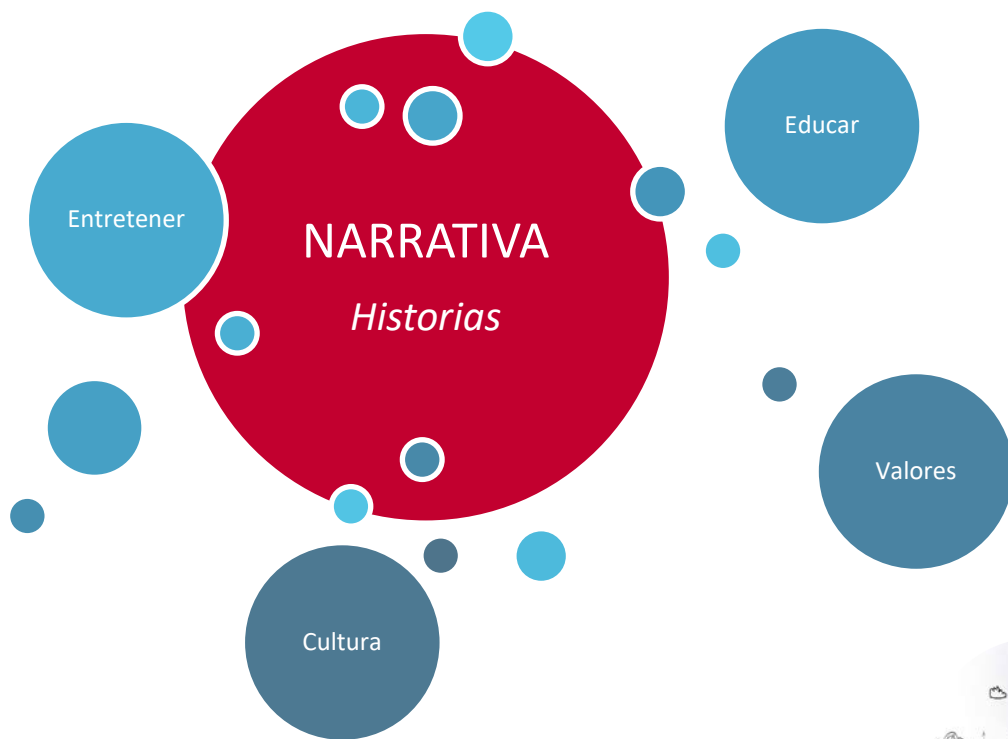 Educar
Entretener
NARRATIVA
Historias
Valores
Cultura